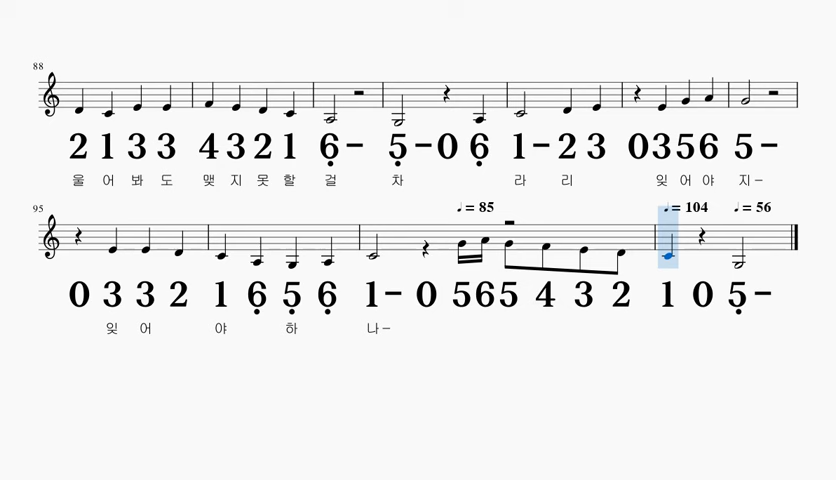 88
2 1 3 3 4 3 2 1 6̣ - 5̣ - 0 6̣ 1 - 2 3 0 3 5 6 5 -
울 어 봐 도 맺 지 못 할 걸 차 라 리 잊 어 야 지 -
♩= 85 ♩= 104 ♩= 56
95
0 3 3 2 1 6̣ 5̣ 6̣ 1 - 0 5 6 5 4 3 2 1 0 5̣ -
잊 어 야 하 나 -